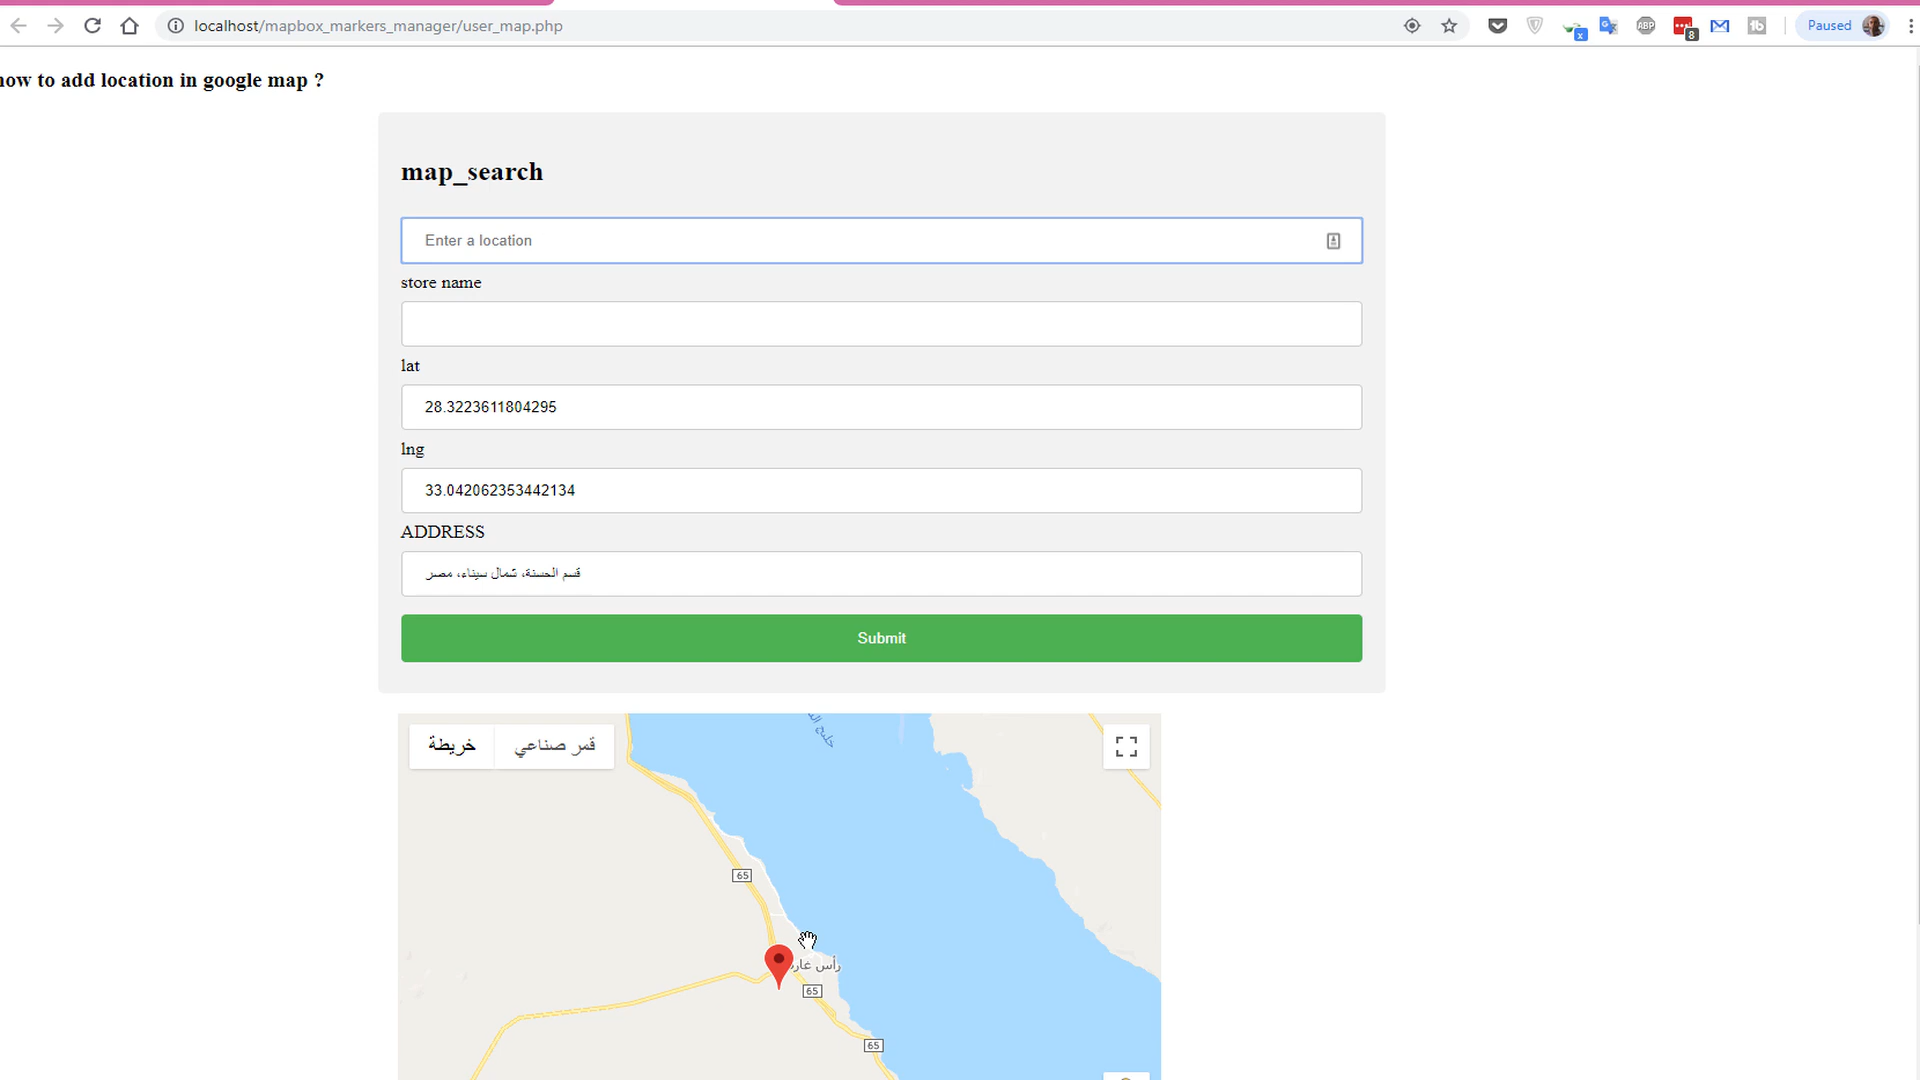 localhost/mapbox_markers_manager/user_map.php
Paused
ABP
8
how to add location in google map ?
map_search
Enter a location
store name
lat
28.3223611804295
lng
33.042062353442134
ADDRESS
قسم الحسنة، شمال سيناء، مصر
Submit
خريطة
قمر صناعي
65
رأس غارب
65
65